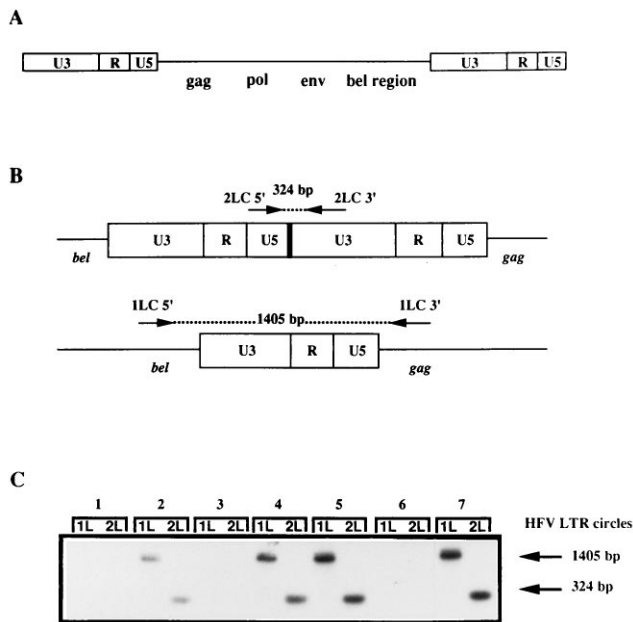 A
U3 R U5 U3 R U5
gag pol env bel region
B
324 bp
2LC 5' 2LC 3'
U3 R U5 U3 R U5
bel gag
1LC 5' 1405 bp 1LC 3'
U3 R U5
bel gag
C
1 2 3 4 5 6 7
1L 2L 1L 2L 1L 2L 1L 2L 1L 2L 1L 2L 1L 2L HFV LTR circles
1405 bp
324 bp